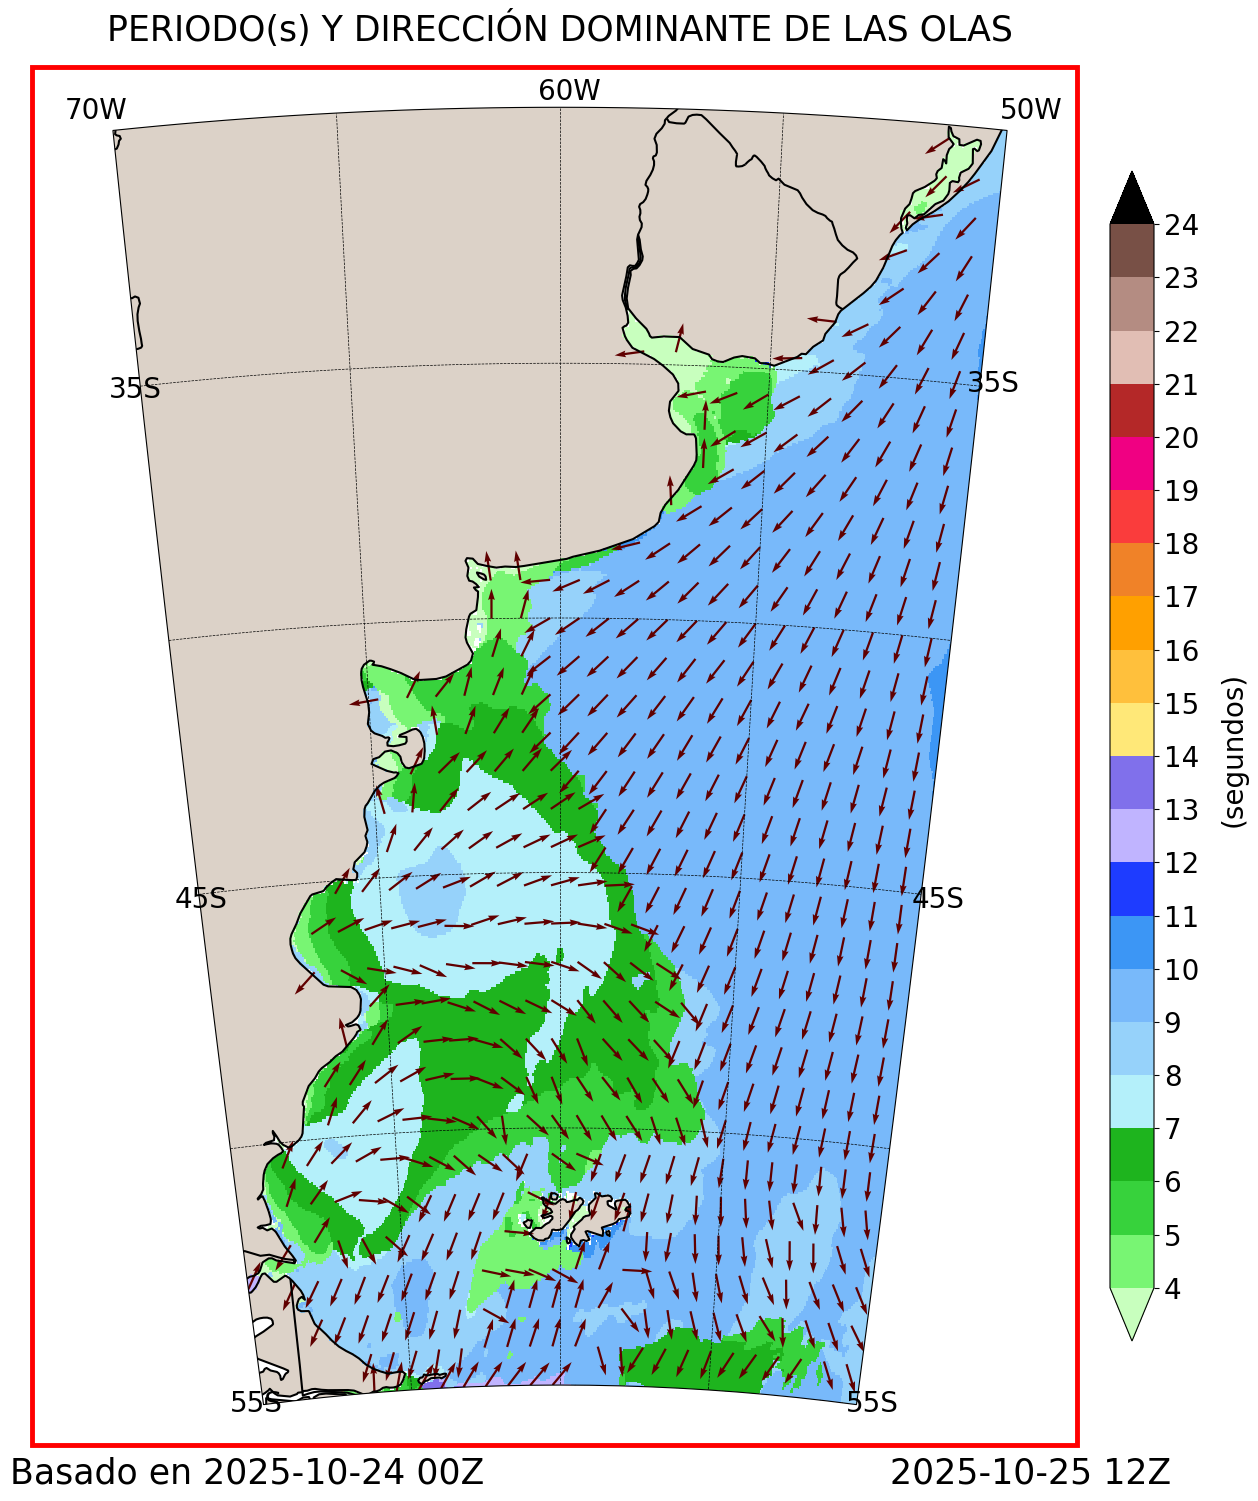 PERIODO(s) Y DIRECCIÓN DOMINANTE DE LAS OLAS
70W
60W
50W
35S
35S
45S
45S
55S
55S
24
23
22
21
20
19
18
17
16
15
14
13
12
11
10
9
8
7
6
5
4
(segundos)
Basado en 2025-10-24 00Z
2025-10-25 12Z